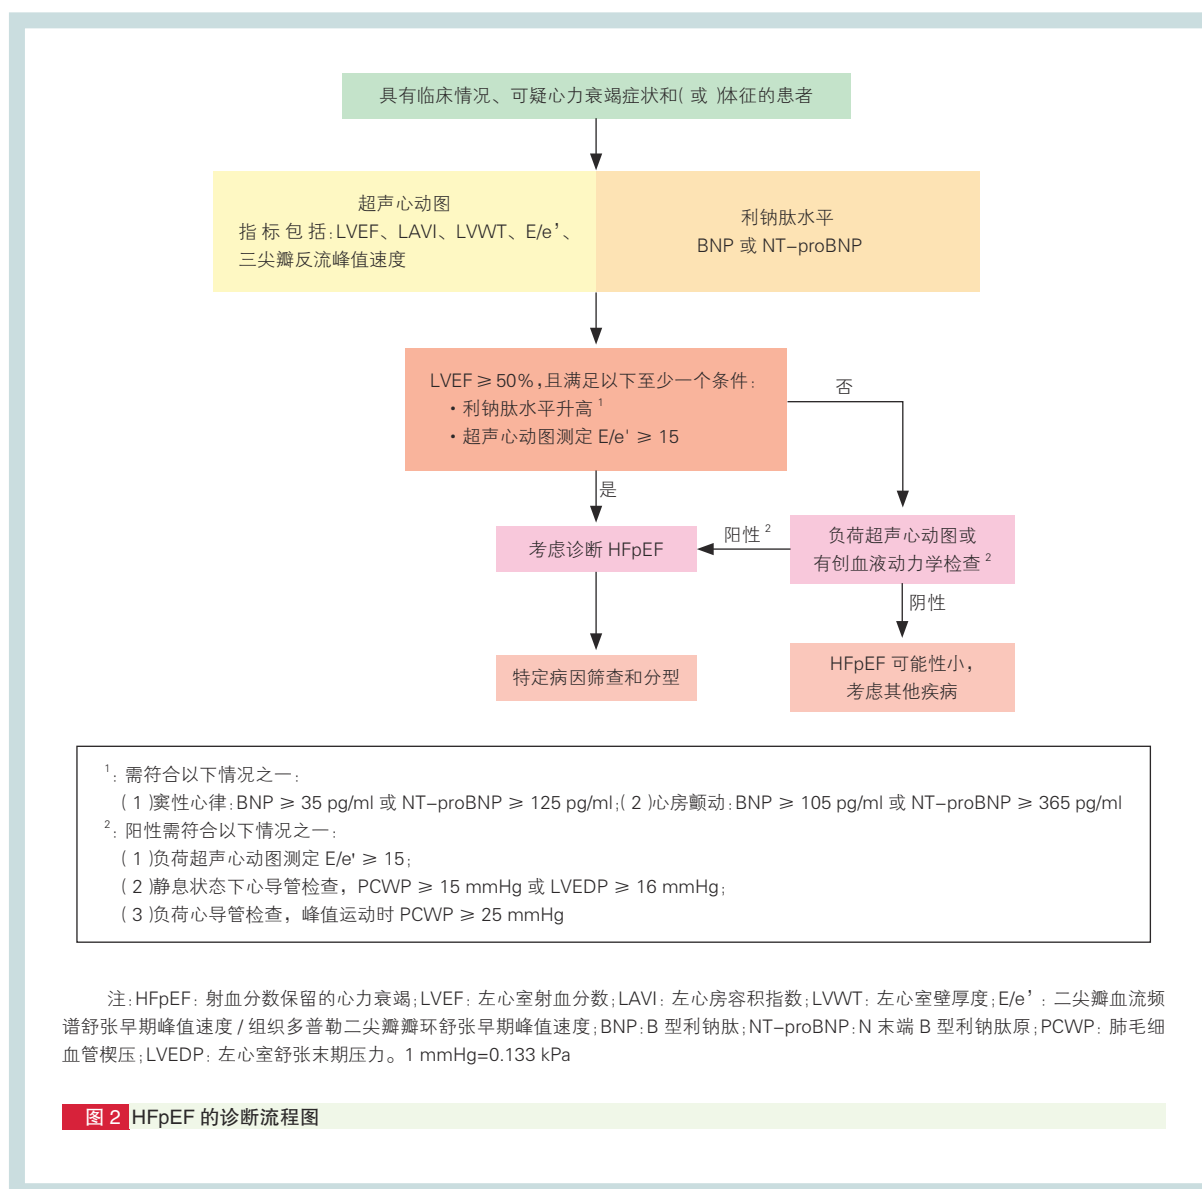 具有临床情况、可疑心力衰竭症状和(或)体征的患者
超声心动图
指标包括:LVEF、LAVI、LVWT、E/e’、
三尖瓣反流峰值速度
利钠肽水平
BNP 或 NT-proBNP
LVEF ≥ 50%,且满足以下至少一个条件:
·利钠肽水平升高 1
·超声心动图测定 E/e' ≥ 15
否
是
考虑诊断 HFpEF
阳性 2
负荷超声心动图或
有创血液动力学检查 2
阴性
特定病因筛查和分型
HFpEF 可能性小，
考虑其他疾病
1: 需符合以下情况之一:
(1)窦性心律:BNP ≥ 35 pg/ml 或 NT-proBNP ≥ 125 pg/ml;(2)心房颤动:BNP ≥ 105 pg/ml 或 NT-proBNP ≥ 365 pg/ml
2: 阳性需符合以下情况之一:
(1)负荷超声心动图测定 E/e' ≥ 15;
(2)静息状态下心导管检查，PCWP ≥ 15 mmHg 或 LVEDP ≥ 16 mmHg;
(3)负荷心导管检查，峰值运动时 PCWP ≥ 25 mmHg
注:HFpEF: 射血分数保留的心力衰竭;LVEF: 左心室射血分数;LAVI: 左心房容积指数;LVWT: 左心室壁厚度;E/e’: 二尖瓣血流频
谱舒张早期峰值速度 / 组织多普勒二尖瓣瓣环舒张早期峰值速度;BNP:B 型利钠肽;NT-proBNP:N 末端 B 型利钠肽原;PCWP: 肺毛细
血管楔压;LVEDP: 左心室舒张末期压力。1 mmHg=0.133 kPa
图 2 HFpEF 的诊断流程图